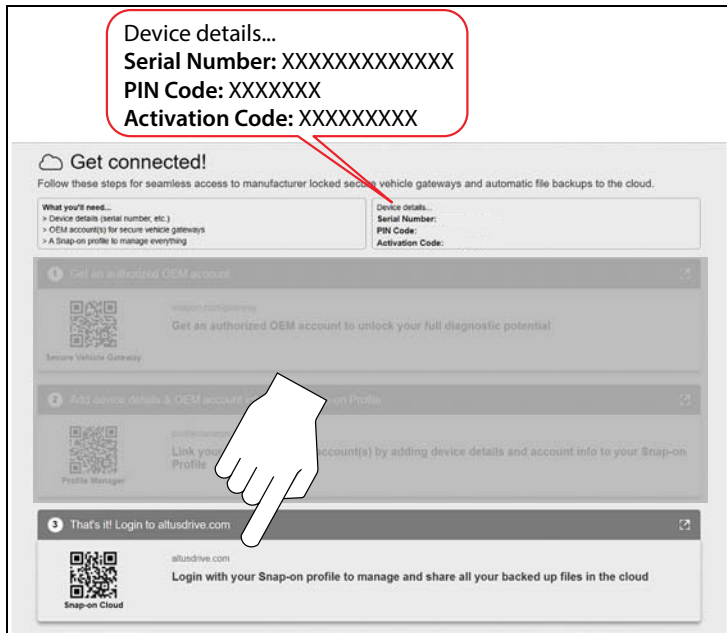 Device details...
Serial Number: XXXXXXXXXXXXX
PIN Code: XXXXXXX
Activation Code: XXXXXXXXX
Get connected!
Follow these steps for seamless access to manufacturer locked secure vehicle gateways and automatic file backups to the cloud.
What you'll need...
> Device details (serial number, etc.)
> OEM account(s) for secure vehicle gateways
> A Snap-on profile to manage everything
Device details...
Serial Number:
PIN Code:
Activation Code:
1 Get an authorized OEM account
snapon.com/gateway
Get an authorized OEM account to unlock your full diagnostic potential
Secure Vehicle Gateway
2 Add device details & OEM account on Profile
Link your account(s) by adding device details and account info to your Snap-on
Profile
Profile Manager
3 That's it! Login to altusdrive.com
altusdrive.com
Login with your Snap-on profile to manage and share all your backed up files in the cloud
Snap-on Cloud